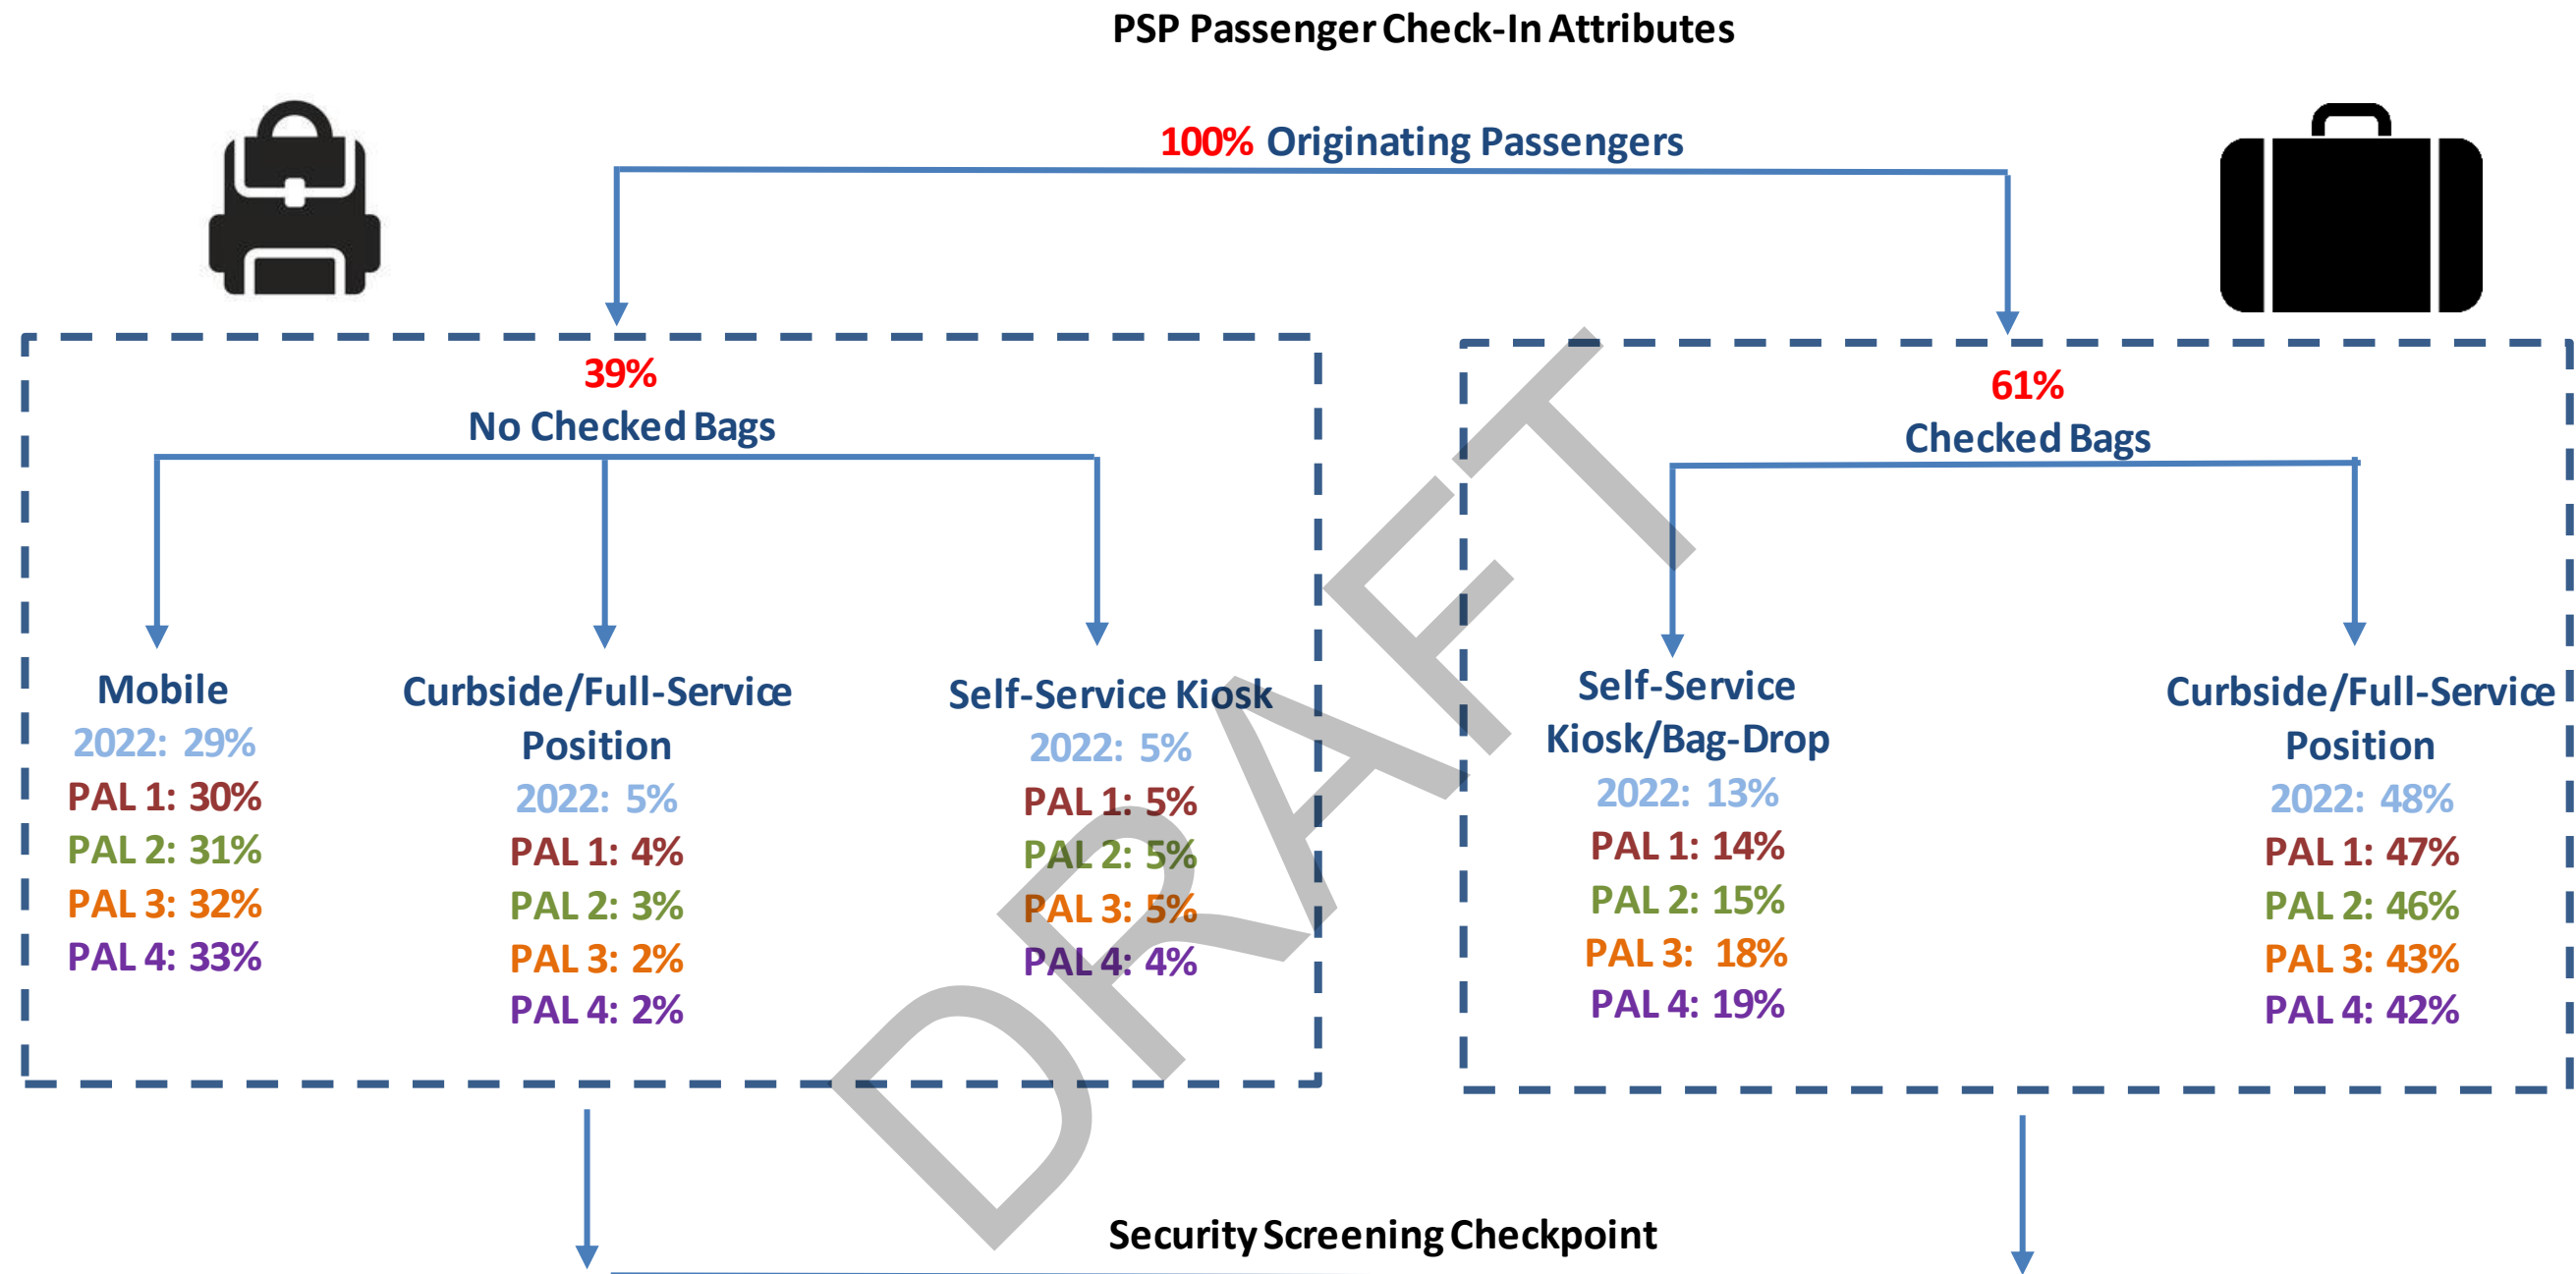 PSP Passenger Check-In Attributes
100% Originating Passengers
39%
No Checked Bags
Mobile
2022: 29%
PAL 1: 30%
PAL 2: 31%
PAL 3: 32%
PAL 4: 33%
Curbside/Full-Service
Position
2022: 5%
PAL 1: 4%
PAL 2: 3%
PAL 3: 2%
PAL 4: 2%
Self-Service Kiosk
2022: 5%
PAL 1: 5%
PAL 2: 5%
PAL 3: 5%
PAL 4: 4%
61%
Checked Bags
Self-Service
Kiosk/Bag-Drop
2022: 13%
PAL 1: 14%
PAL 2: 15%
PAL 3: 18%
PAL 4: 19%
Curbside/Full-Service
Position
2022: 48%
PAL 1: 47%
PAL 2: 46%
PAL 3: 43%
PAL 4: 42%
DRAFT
Security Screening Checkpoint